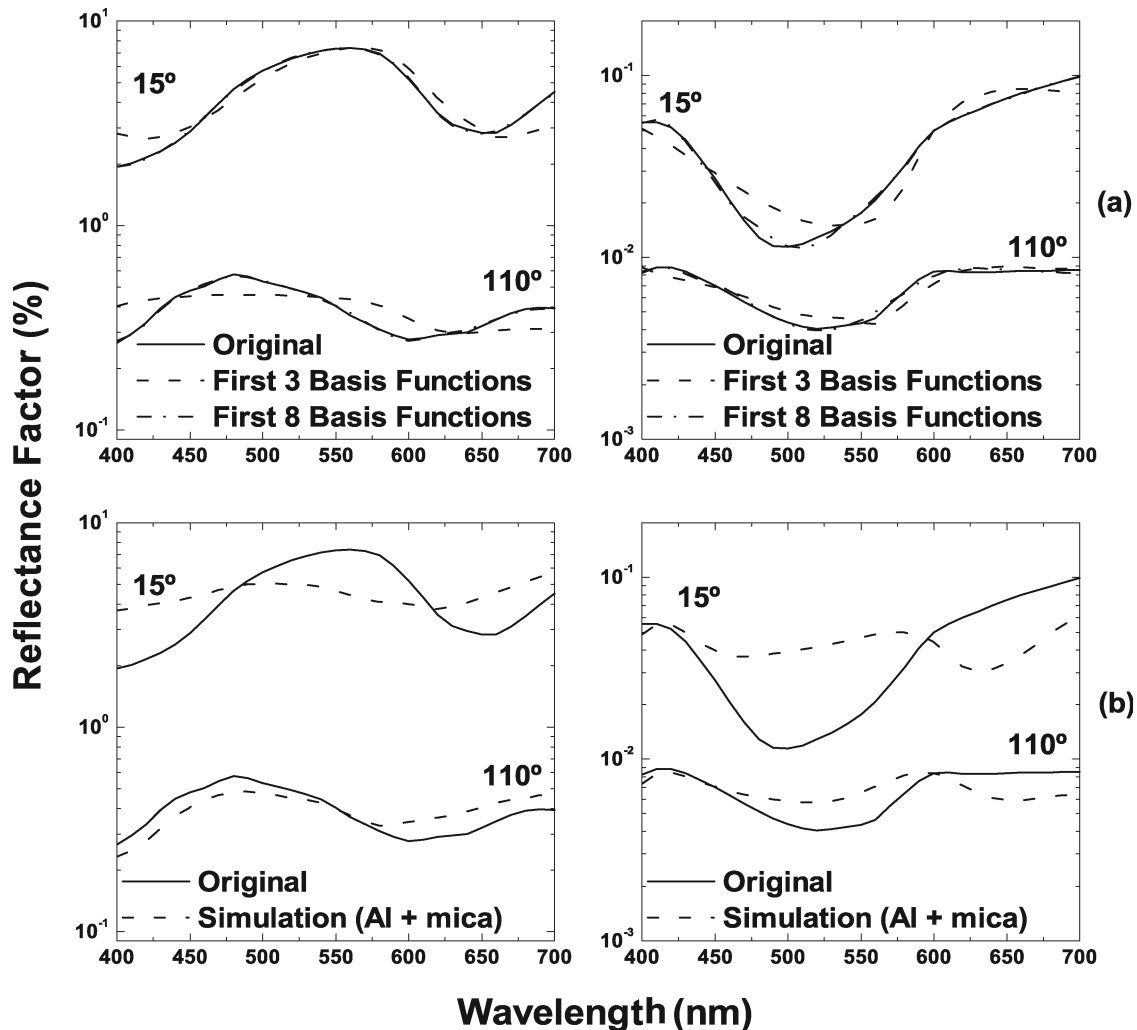 Reflectance Factor (%)
10¹
15º
10⁰
110º
Original
First 3 Basis Functions
First 8 Basis Functions
10⁻¹
400 450 500 550 600 650 700
10⁻¹
15º
10⁻²
110º
Original
First 3 Basis Functions
First 8 Basis Functions
10⁻³
400 450 500 550 600 650 700
(a)
10¹
15º
10⁰
110º
Original
Simulation (Al + mica)
10⁻¹
400 450 500 550 600 650 700
10⁻¹
15º
10⁻²
110º
Original
Simulation (Al + mica)
10⁻³
400 450 500 550 600 650 700
(b)
Wavelength (nm)